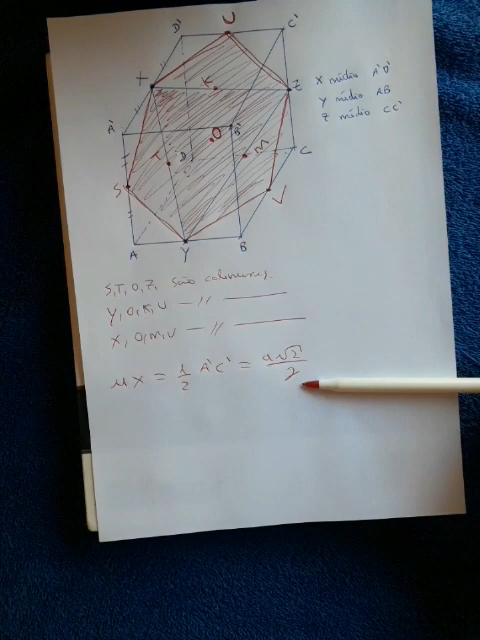 U
D'
C'
X
K
Z
X médio A'D'
Y médio AB
Z médio CC'
A'
B'
O
T
D
M
C
S
V
A
Y
B
S, T, O, Z, são colineares.
Y, O, K, U — // ———
X, O, M, V — // ———
UX = 1/2 A'C' = a√2/2